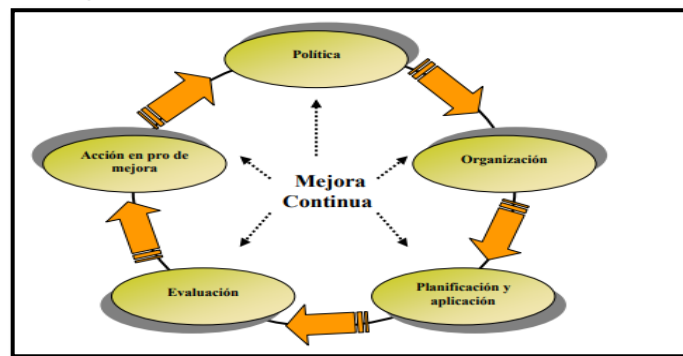 Política
Organización
Planificación y
aplicación
Evaluación
Acción en pro de
mejora
Mejora
Continua